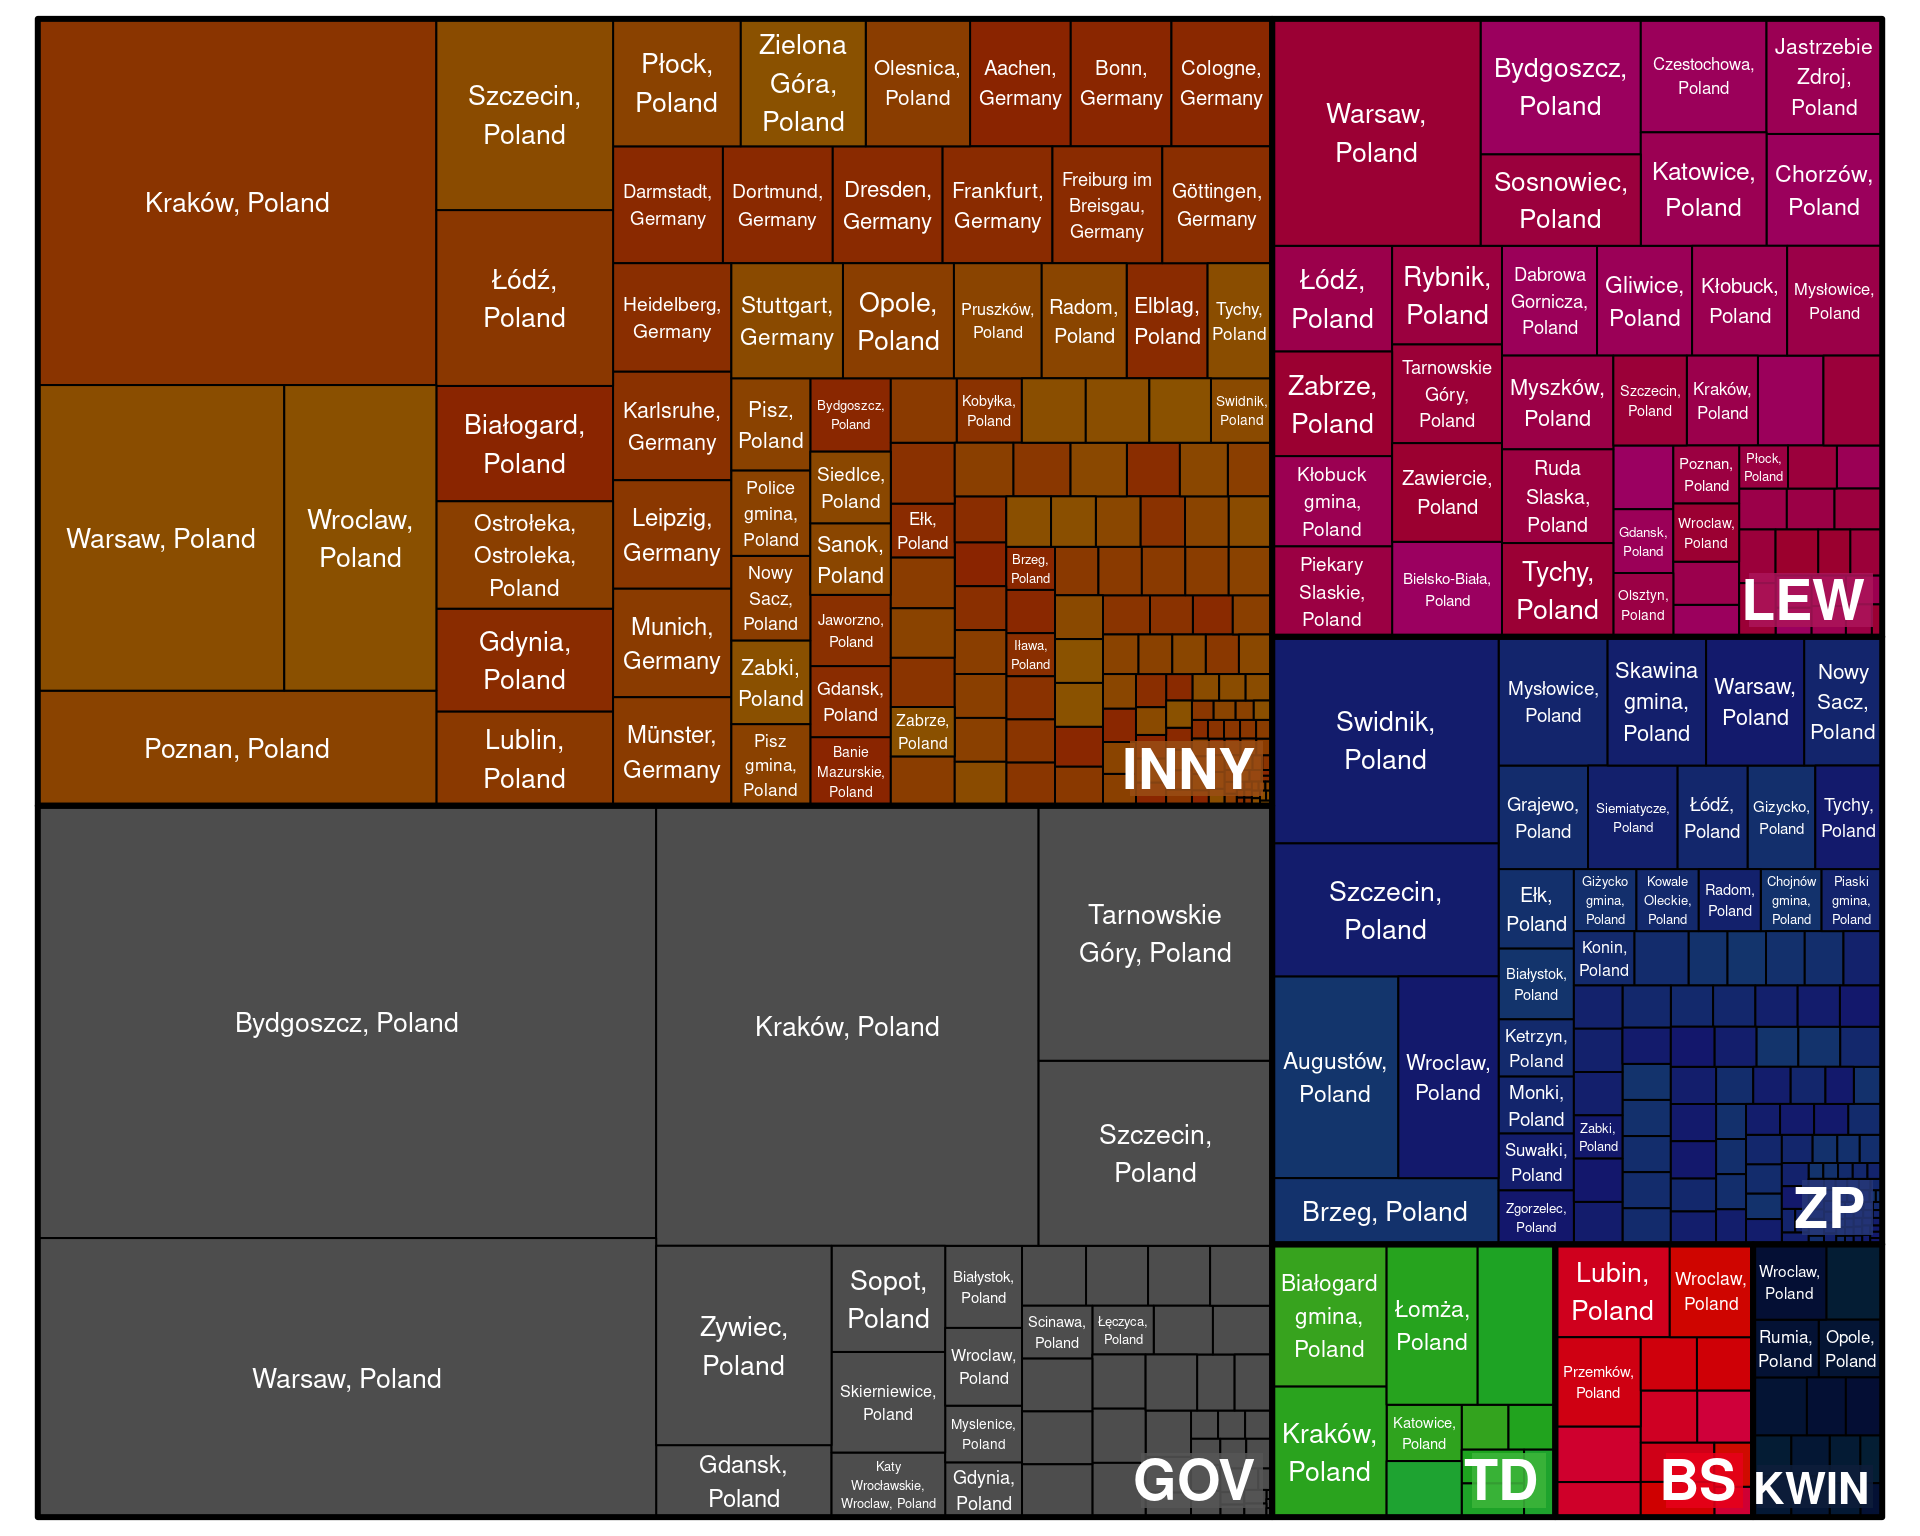 Kraków, Poland
Warsaw, Poland
Wroclaw,
Poland
Poznan, Poland
Szczecin,
Poland
Łódź,
Poland
Białogard,
Poland
Ostrołeka,
Ostroleka,
Poland
Gdynia,
Poland
Lublin,
Poland
Płock,
Poland
Zielona
Góra,
Poland
Olesnica,
Poland
Aachen,
Germany
Bonn,
Germany
Cologne,
Germany
Darmstadt,
Germany
Dortmund,
Germany
Dresden,
Germany
Frankfurt,
Germany
Freiburg im
Breisgau,
Germany
Göttingen,
Germany
Heidelberg,
Germany
Karlsruhe,
Germany
Leipzig,
Germany
Munich,
Germany
Münster,
Germany
Stuttgart,
Germany
Opole,
Poland
Pruszków,
Poland
Radom,
Poland
Elblag,
Poland
Tychy,
Poland
Pisz,
Poland
Police
gmina,
Poland
Nowy
Sacz,
Poland
Zabki,
Poland
Pisz
gmina,
Poland
Bydgoszcz,
Poland
Siedlce,
Poland
Sanok,
Poland
Jaworzno,
Poland
Gdansk,
Poland
Banie
Mazurskie,
Poland
Kobyłka,
Poland
Swidnik,
Poland
Ełk,
Poland
Zabrze,
Poland
Brzeg,
Poland
Iława,
Poland
INNY
Bydgoszcz, Poland
Warsaw, Poland
Kraków, Poland
Tarnowskie
Góry, Poland
Szczecin,
Poland
Zywiec,
Poland
Gdansk,
Poland
Sopot,
Poland
Skierniewice,
Poland
Katy
Wrocławskie,
Wroclaw, Poland
Białystok,
Poland
Wroclaw,
Poland
Myslenice,
Poland
Gdynia,
Poland
Scinawa,
Poland
Łęczyca,
Poland
GOV
Warsaw,
Poland
Bydgoszcz,
Poland
Sosnowiec,
Poland
Czestochowa,
Poland
Jastrzebie
Zdroj,
Poland
Katowice,
Poland
Chorzów,
Poland
Łódź,
Poland
Zabrze,
Poland
Kłobuck
gmina,
Poland
Piekary
Slaskie,
Poland
Rybnik,
Poland
Tarnowskie
Góry,
Poland
Zawiercie,
Poland
Bielsko-Biała,
Poland
Dabrowa
Gornicza,
Poland
Gliwice,
Poland
Kłobuck,
Poland
Mysłowice,
Poland
Myszków,
Poland
Ruda
Slaska,
Poland
Tychy,
Poland
Szczecin,
Poland
Kraków,
Poland
Gdansk,
Poland
Olsztyn,
Poland
Poznan,
Poland
Wroclaw,
Poland
Płock,
Poland
LEW
Swidnik,
Poland
Szczecin,
Poland
Augustów,
Poland
Wroclaw,
Poland
Brzeg, Poland
Mysłowice,
Poland
Skawina
gmina,
Poland
Warsaw,
Poland
Nowy
Sacz,
Poland
Grajewo,
Poland
Siemiatycze,
Poland
Łódź,
Poland
Gizycko,
Poland
Tychy,
Poland
Ełk,
Poland
Białystok,
Poland
Ketrzyn,
Poland
Monki,
Poland
Suwałki,
Poland
Zgorzelec,
Poland
Giżycko
gmina,
Poland
Kowale
Oleckie,
Poland
Radom,
Poland
Chojnów
gmina,
Poland
Piaski
gmina,
Poland
Konin,
Poland
Zabki,
Poland
ZP
Białogard
gmina,
Poland
Kraków,
Poland
Łomża,
Poland
Katowice,
Poland
TD
Lubin,
Poland
Wroclaw,
Poland
Przemków,
Poland
BS
Wroclaw,
Poland
Rumia,
Poland
Opole,
Poland
KWIN